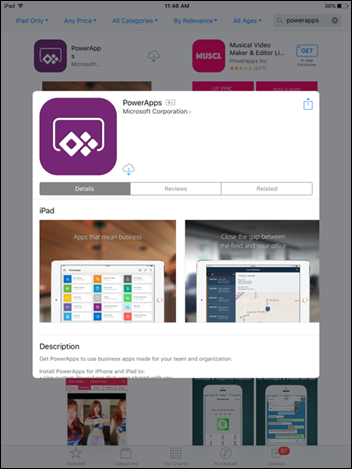 iPad
11:46 AM
36%
iPad Only
Any Price
All Categories
By Relevance
All Ages
powerapps
PowerApp
s
Microsoft...
Musical Video
Maker & Editor Li...
Powerapps Inc.
GET
In-App
Purchases
MUSCL
LIP SYNC
PowerApps
4+
Microsoft Corporation
Details
Reviews
Related
iPad
Apps that mean business
Close the gap between
the field and your office
Description
Get PowerApps to use business apps made for your team and organization.
Install PowerApps for iPhone and iPad to:
Featured
Categories
Top Charts
Purchased
Updates